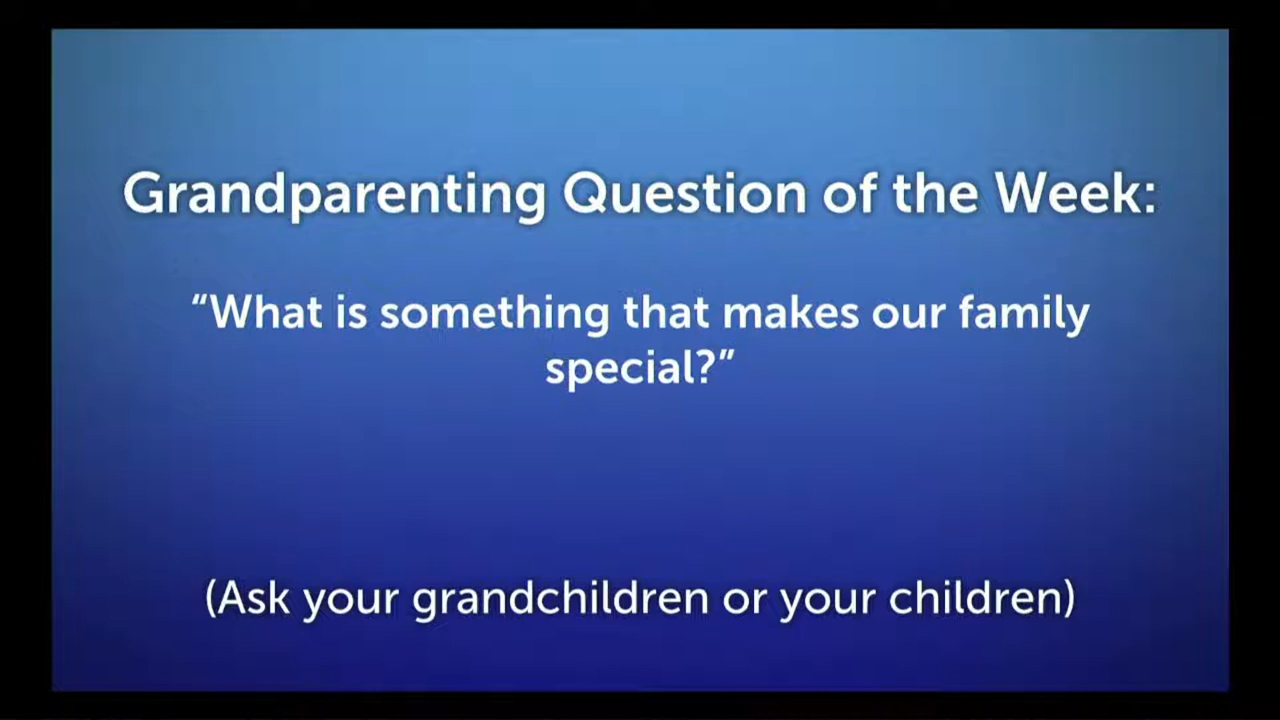 Grandparenting Question of the Week:
“What is something that makes our family
special?”
(Ask your grandchildren or your children)